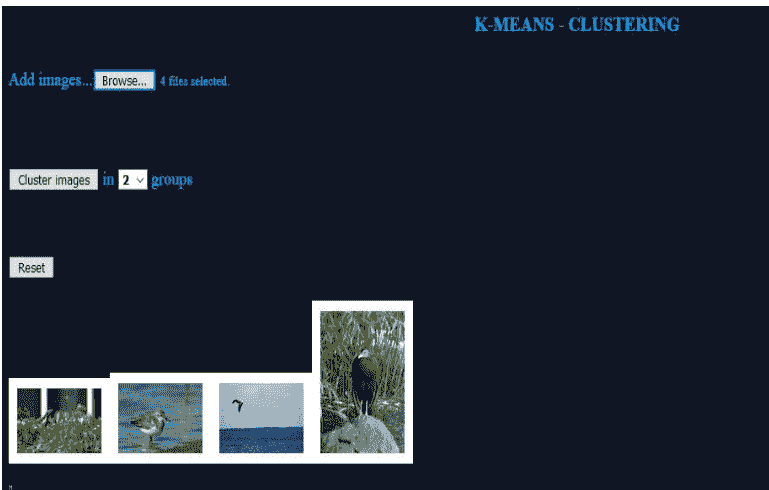 K-MEANS - CLUSTERING
Add images... Browse... 4 files selected.
Cluster images in 2 groups
Reset